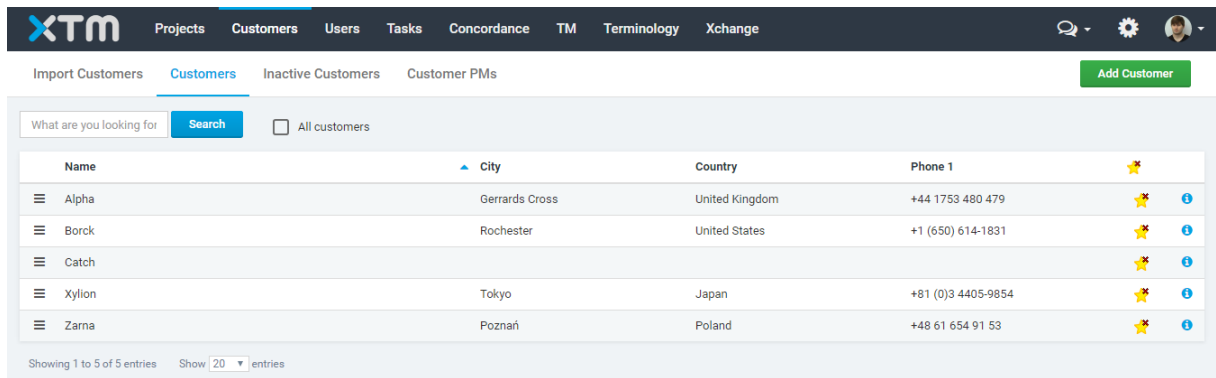 XTM Projects Customers Users Tasks Concordance TM Terminology Xchange
Import Customers Customers Inactive Customers Customer PMs Add Customer
What are you looking for Search All customers
Name City Country Phone 1
Alpha Gerrards Cross United Kingdom +44 1753 480 479
Borck Rochester United States +1 (650) 614-1831
Catch
Xylion Tokyo Japan +81 (0)3 4405-9854
Zarna Poznań Poland +48 61 654 91 53
Showing 1 to 5 of 5 entries Show 20 entries